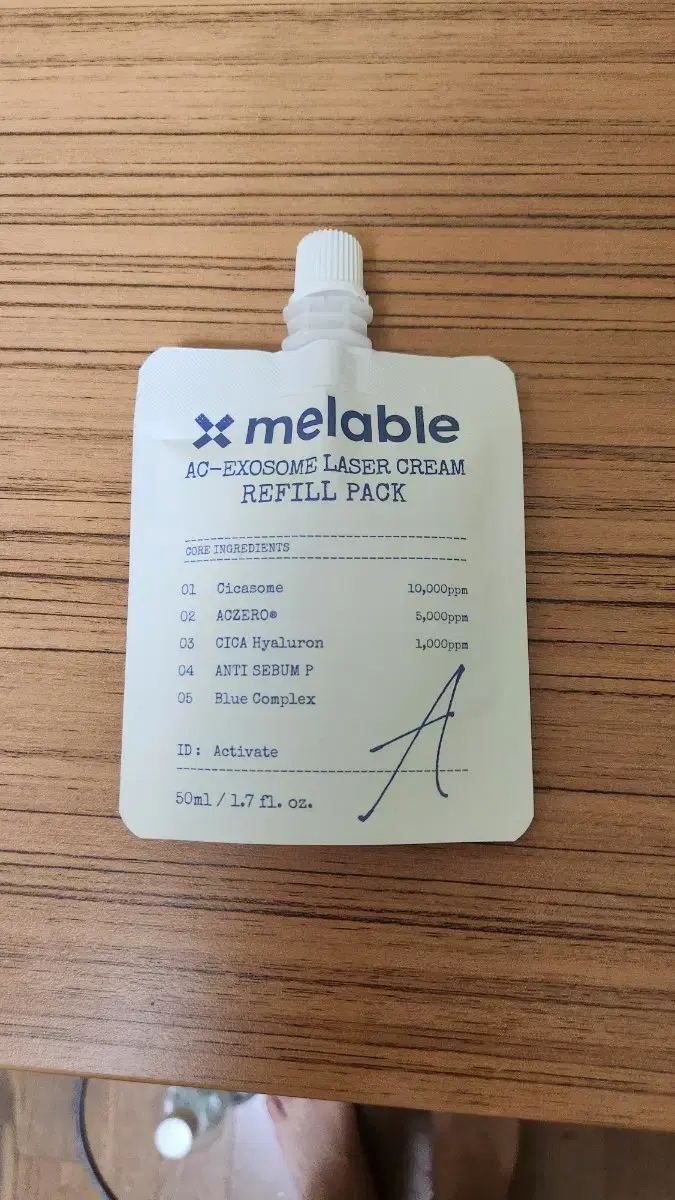 melable
AC-EXOSOME LASER CREAM
REFILL PACK
CORE INGREDIENTS
01 Cicasome 10,000ppm
02 ACZERO® 5,000ppm
03 CICA Hyaluron 1,000ppm
04 ANTI SEBUM P
05 Blue Complex
ID: Activate
A
50ml / 1.7 fl. oz.